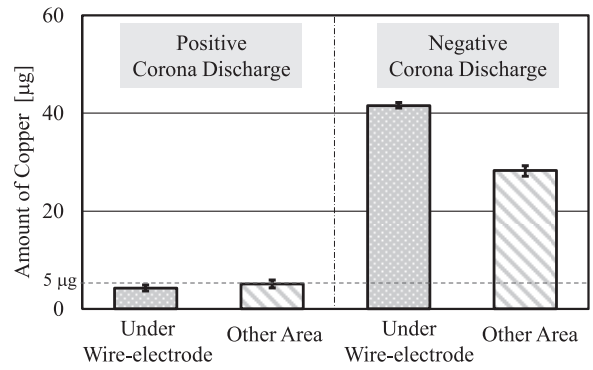 60
Positive
Corona Discharge
Negative
Corona Discharge
Amount of Copper [μg]
40
20
5 μg
0
Under
Wire-electrode
Other Area
Under
Wire-electrode
Other Area